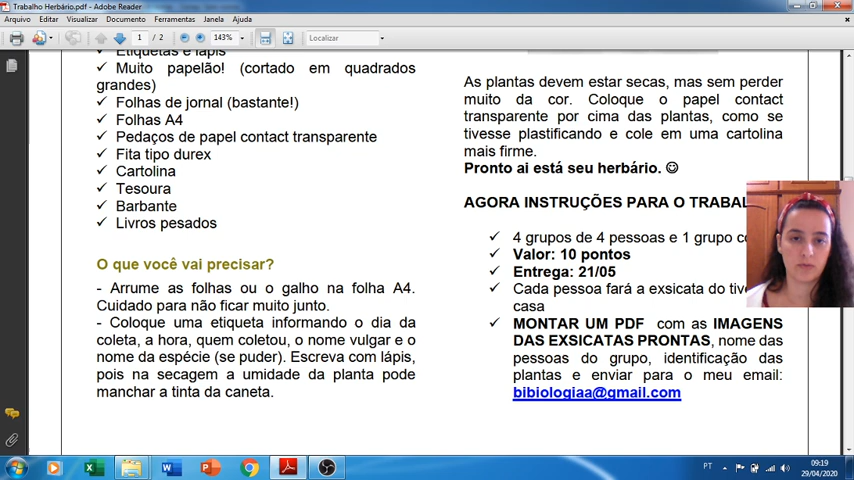 Trabalho Herbário.pdf - Adobe Reader
Arquivo Editar Visualizar Documento Ferramentas Janela Ajuda
1 / 2 143% Localizar
Etiquetas e lápis
Muito papelão! (cortado em quadrados
grandes)
Folhas de jornal (bastante!)
Folhas A4
Pedaços de papel contact transparente
Fita tipo durex
Cartolina
Tesoura
Barbante
Livros pesados
O que você vai precisar?
- Arrume as folhas ou o galho na folha A4.
Cuidado para não ficar muito junto.
- Coloque uma etiqueta informando o dia da
coleta, a hora, quem coletou, o nome vulgar e o
nome da espécie (se puder). Escreva com lápis,
pois na secagem a umidade da planta pode
manchar a tinta da caneta.
As plantas devem estar secas, mas sem perder
muito da cor. Coloque o papel contact
transparente por cima das plantas, como se
tivesse plastificando e cole em uma cartolina
mais firme.
Pronto ai está seu herbário. ☺
AGORA INSTRUÇÕES PARA O TRABAL
4 grupos de 4 pessoas e 1 grupo
Valor: 10 pontos
Entrega: 21/05
Cada pessoa fará a exsicata do
casa
MONTAR UM PDF com as IMAGENS
DAS EXSICATAS PRONTAS, nome das
pessoas do grupo, identificação das
plantas e enviar para o meu email:
bibiologiaa@gmail.com
PT
09:19
29/04/2020